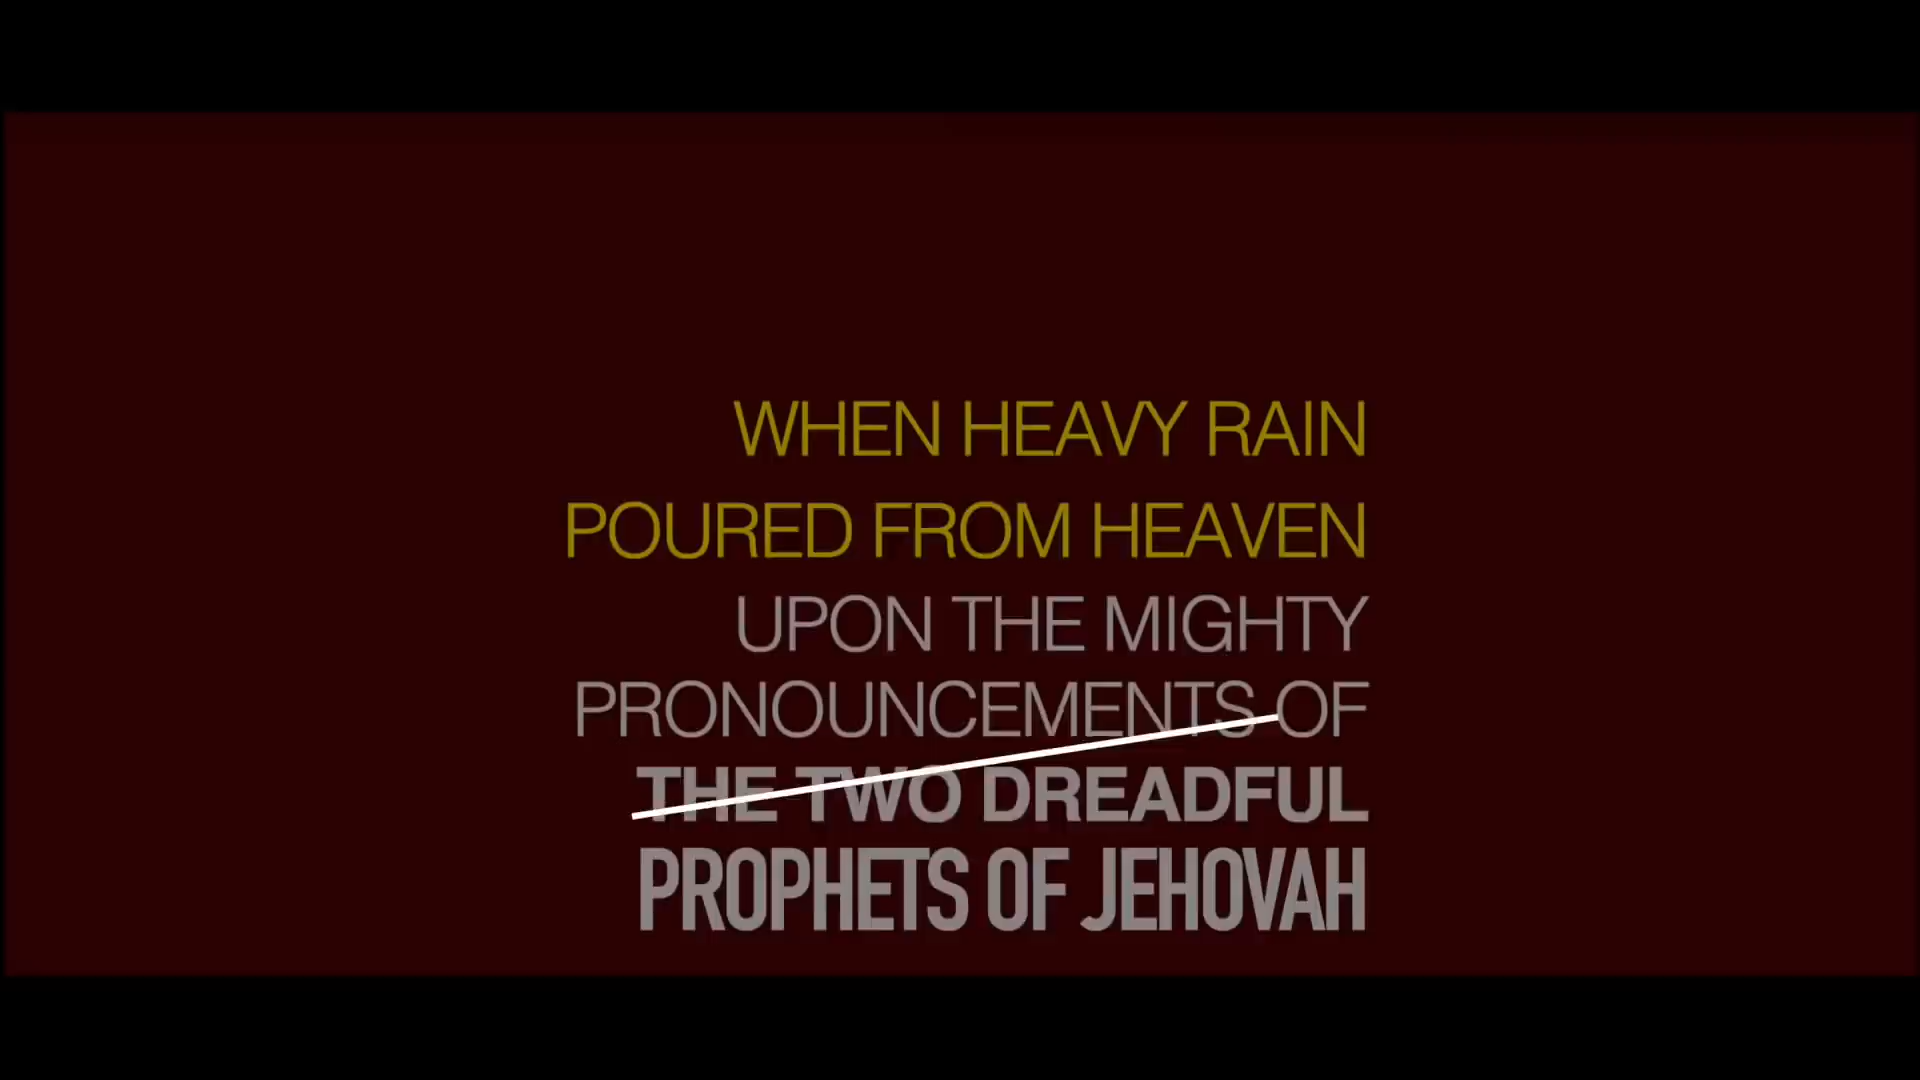 WHEN HEAVY RAIN
POURED FROM HEAVEN
UPON THE MIGHTY
PRONOUNCEMENTS OF
THE TWO DREADFUL
PROPHETS OF JEHOVAH